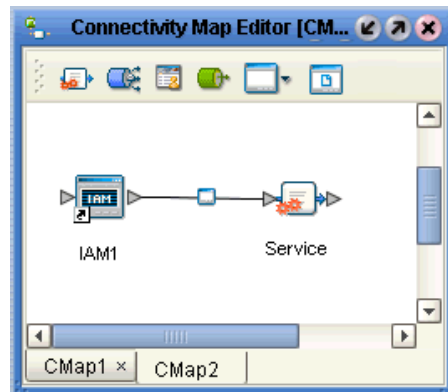 Connectivity Map Editor [CM...
IAM
IAM1
Service
CMap1 ×
CMap2